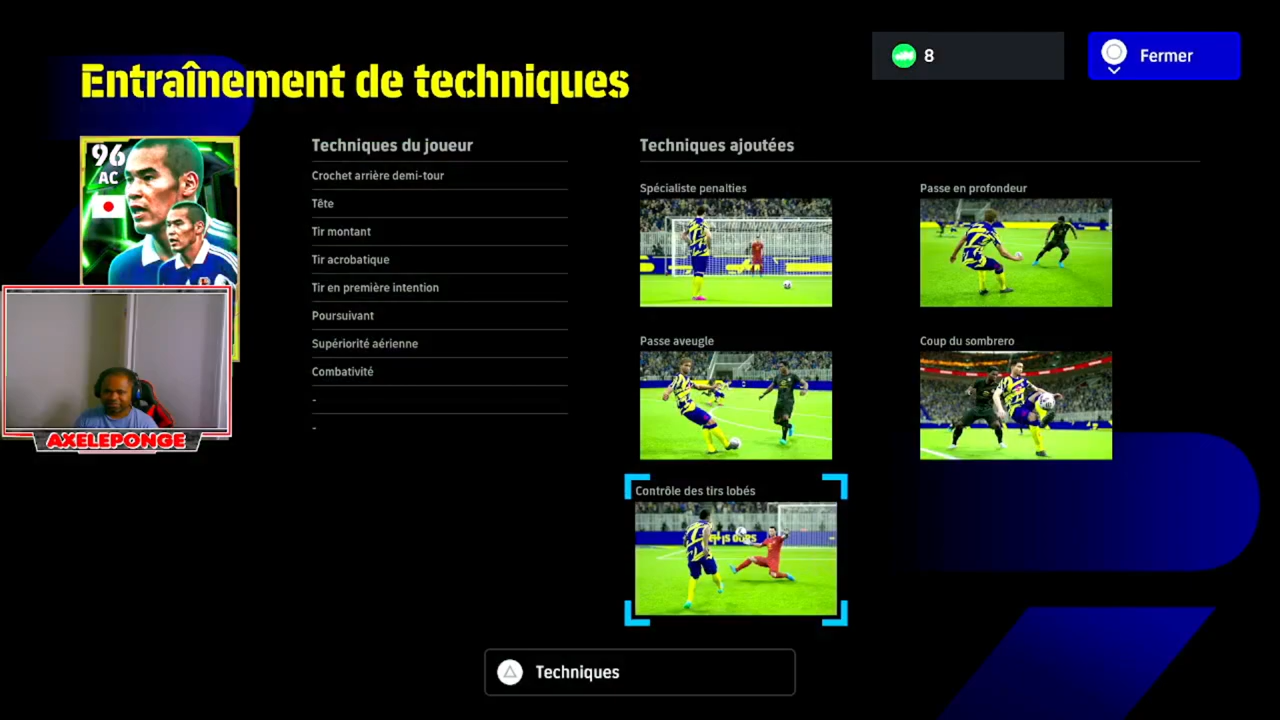 Entraînement de techniques
8
Fermer
96
AC
Techniques du joueur
Crochet arrière demi-tour
Tête
Tir montant
Tir acrobatique
Tir en première intention
Poursuivant
Supériorité aérienne
Combativité
-
-
Techniques ajoutées
Spécialiste penalties
Passe en profondeur
Passe aveugle
Coup du sombrero
Contrôle des tirs lobés
AXELEPONGE
Techniques